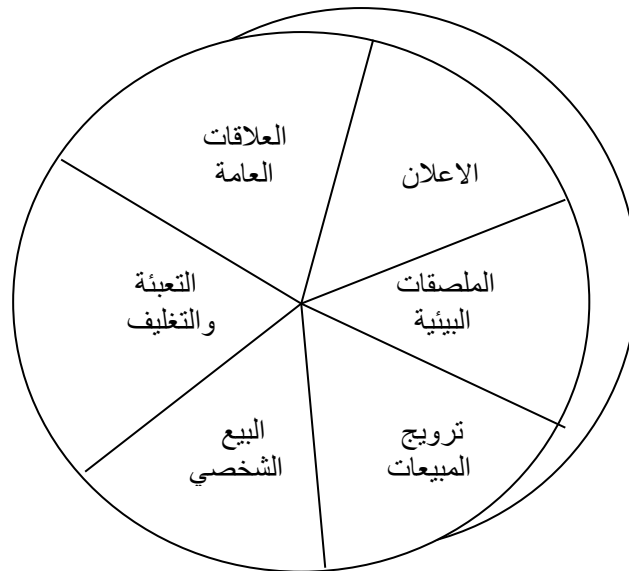 العلاقات
العامة
الاعلان
الملصقات
البيئية
التعبئة
والتغليف
ترويج
المبيعات
البيع
الشخصي